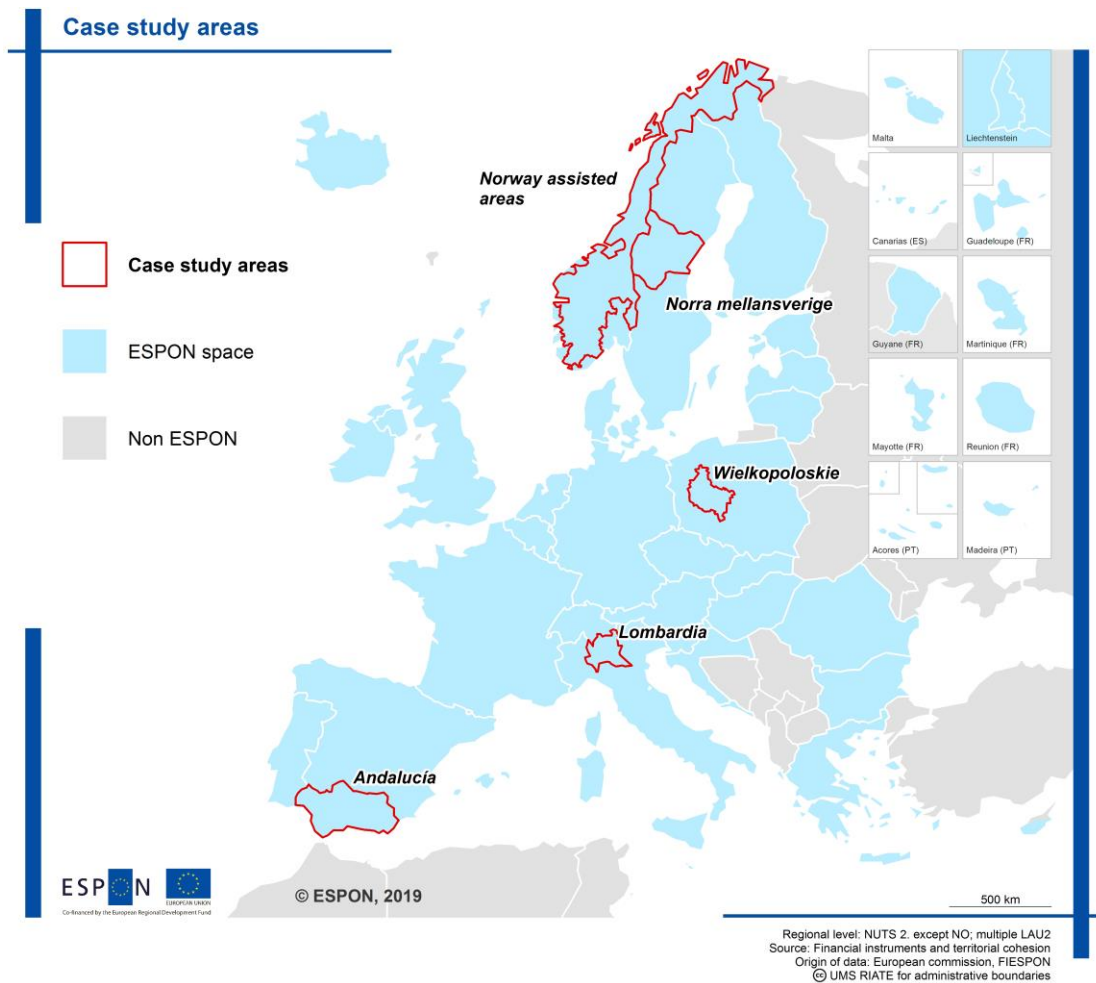 Case study areas
Case study areas
ESPON space
Non ESPON
Norway assisted
areas
Norra mellansverige
Wielkopoloskie
Lombardia
Andalucía
Malta
Liechtenstein
Canarias (ES)
Guadeloupe (FR)
Guyane (FR)
Martinique (FR)
Mayotte (FR)
Reunion (FR)
Acores (PT)
Madeira (PT)
ESPON
EUROPEAN UNION
Co-financed by the European Regional Development Fund
© ESPON, 2019
500 km
Regional level: NUTS 2. except NO; multiple LAU2
Source: Financial instruments and territorial cohesion
Origin of data: European commission, FIESPON
cc UMS RIATE for administrative boundaries